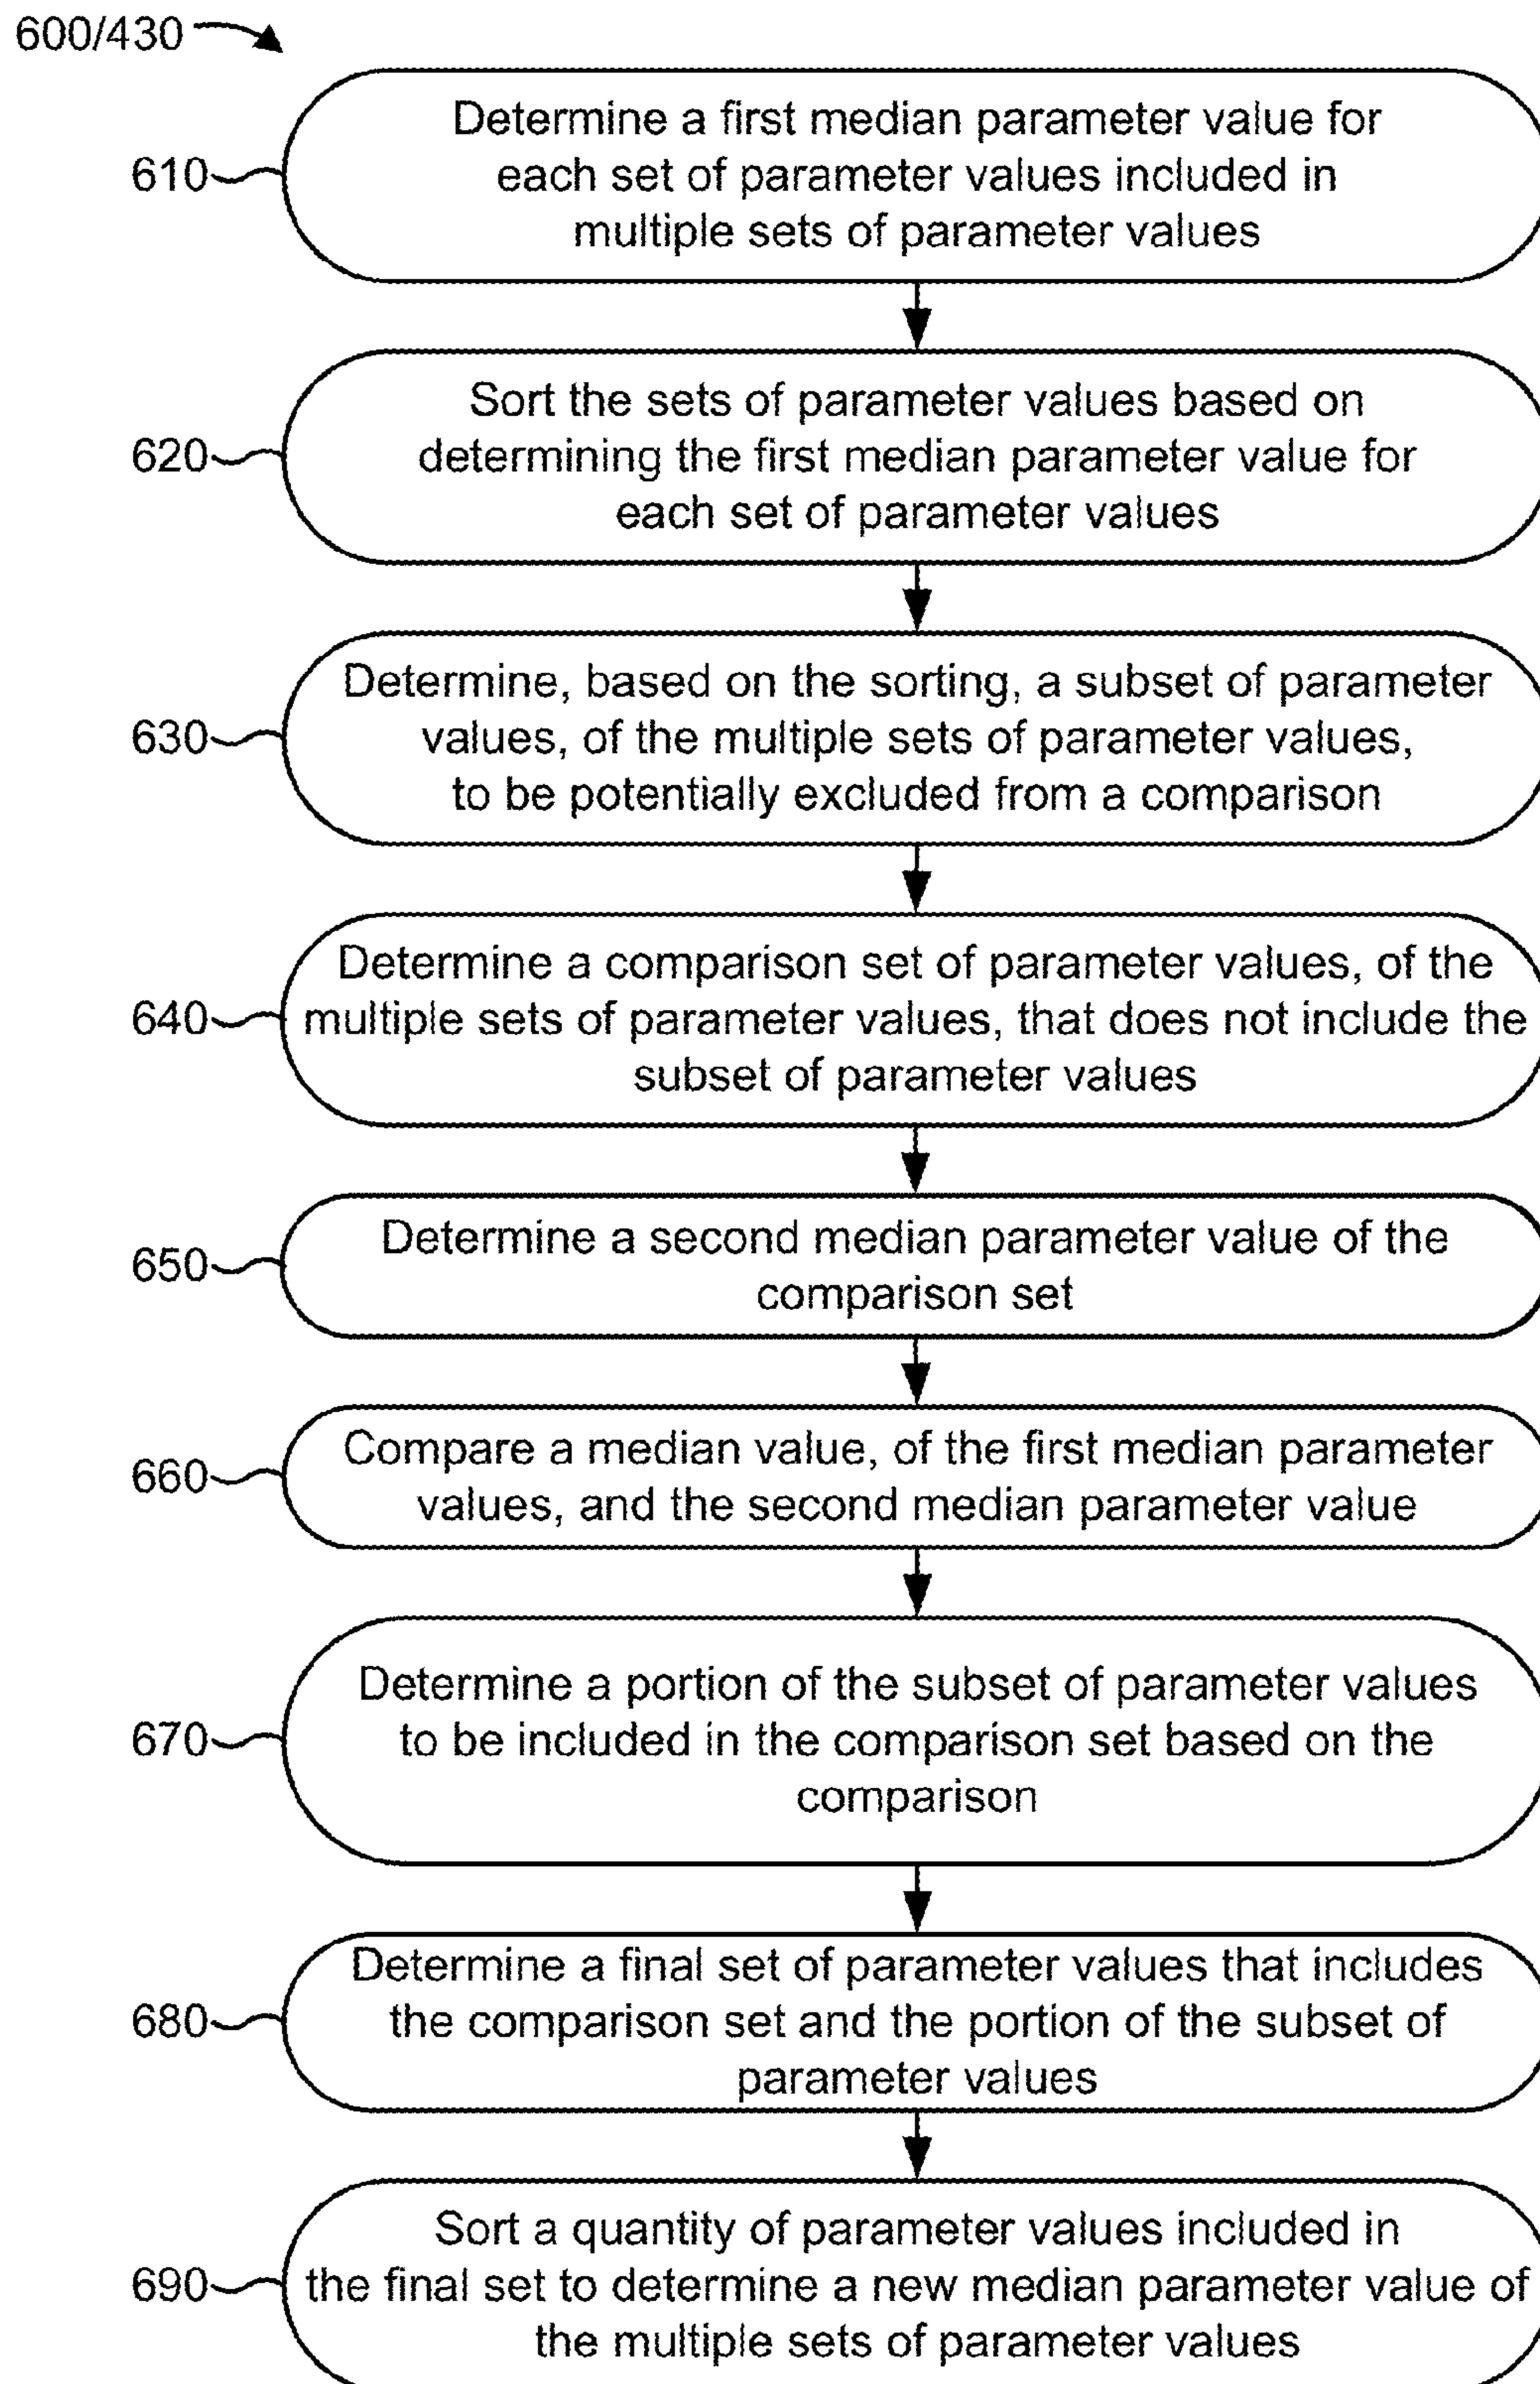 600/430
Determine a first median parameter value for
each set of parameter values included in
multiple sets of parameter values
610
Sort the sets of parameter values based on
determining the first median parameter value for
each set of parameter values
620
Determine, based on the sorting, a subset of parameter
values, of the multiple sets of parameter values,
to be potentially excluded from a comparison
630
Determine a comparison set of parameter values, of the
multiple sets of parameter values, that does not include the
subset of parameter values
640
Determine a second median parameter value of the
comparison set
650
Compare a median value, of the first median parameter
values, and the second median parameter value
660
Determine a portion of the subset of parameter values
to be included in the comparison set based on the
comparison
670
Determine a final set of parameter values that includes
the comparison set and the portion of the subset of
parameter values
680
Sort a quantity of parameter values included in
the final set to determine a new median parameter value of
the multiple sets of parameter values
690